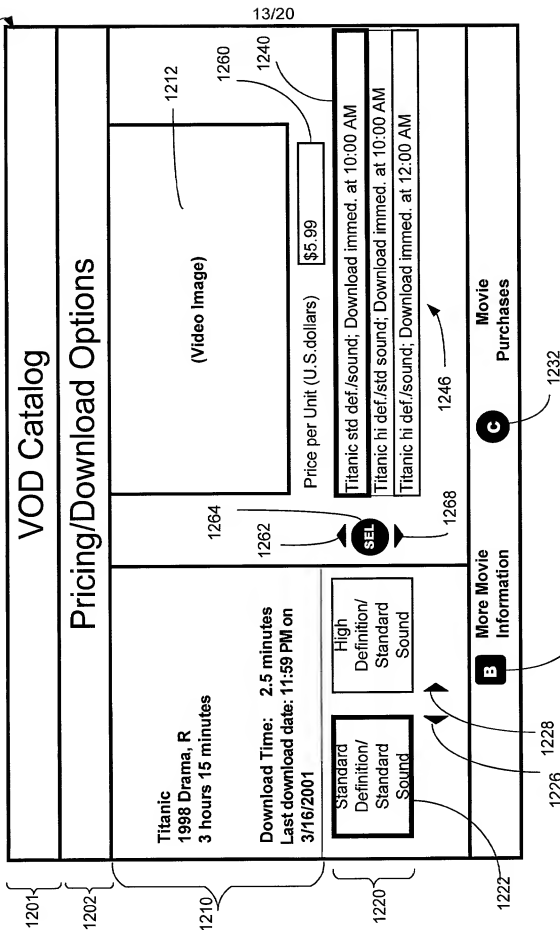 13/20
VOD Catalog
Pricing/Download Options
Titanic
1998 Drama, R
3 hours 15 minutes
Download Time: 2.5 minutes
Last download date: 11:59 PM on
3/16/2001
(Video Image)
Price per Unit (U.S.dollars)
$5.99
Standard
Definition/
Standard
Sound
High
Definition/
Standard
Sound
SEL
Titanic std def./sound; Download immed. at 10:00 AM
Titanic hi def./std sound; Download immed. at 10:00 AM
Titanic hi def./sound; Download immed. at 12:00 AM
B
More Movie
Information
C
Movie
Purchases
1201
1202
1210
1220
1222
1226
1228
1212
1260
1240
1264
1262
1268
1246
1232